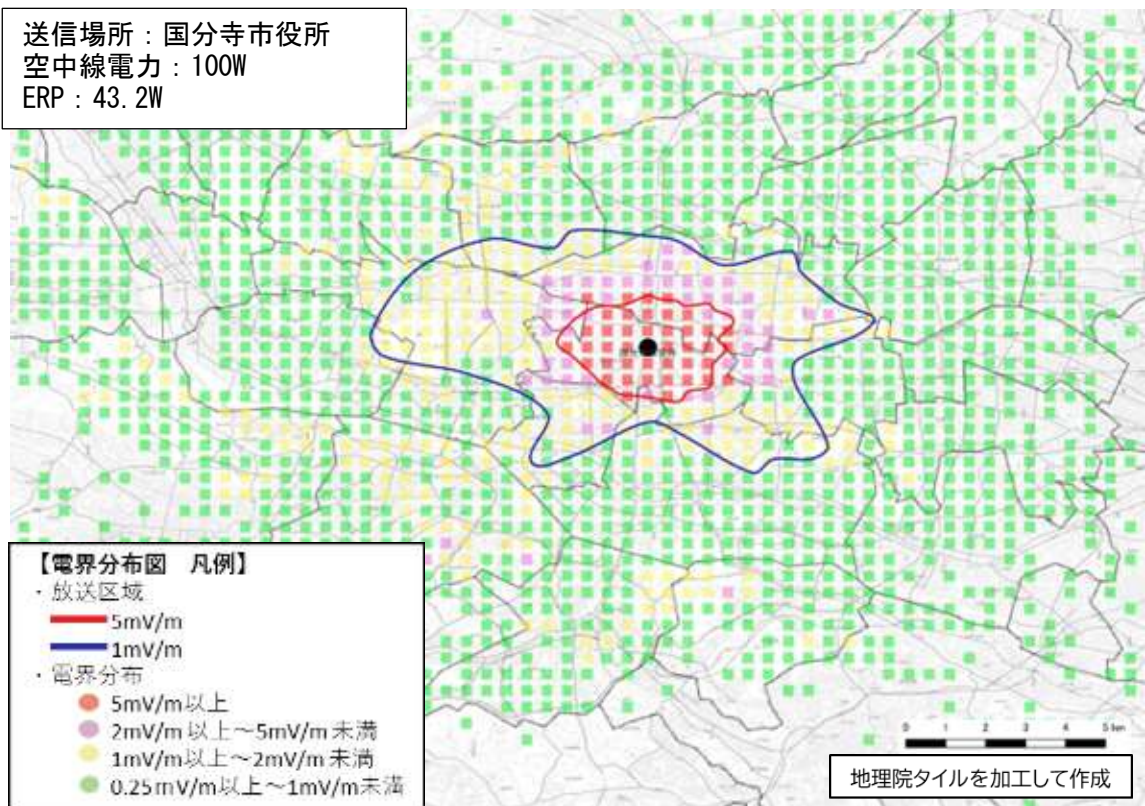 送信場所:国分寺市役所
空中線電力:100W
ERP:43.2W
【電界分布図 凡例】
・放送区域
5mV/m
1mV/m
・電界分布
5mV/m以上
2mV/m以上~5mV/m未満
1mV/m以上~2mV/m未満
0.25mV/m以上~1mV/m未満
0 1 2 3 4 5 km
地理院タイルを加工して作成